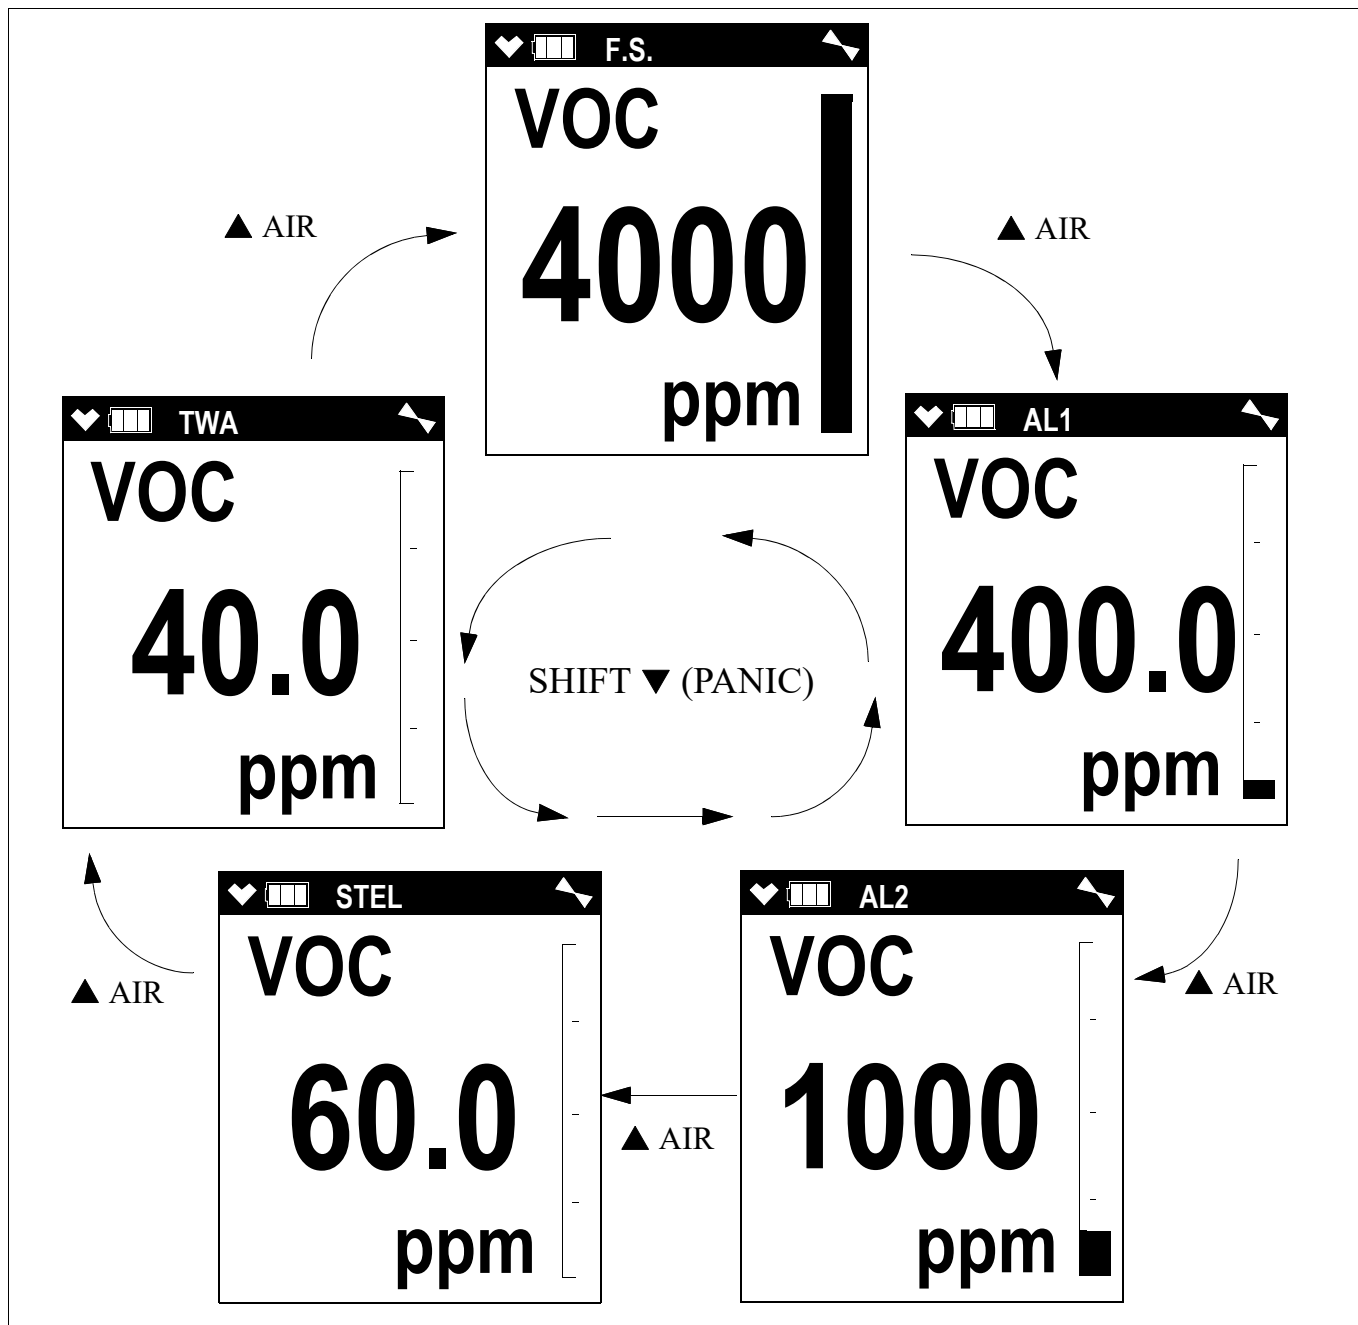 F.S.
VOC
4000
ppm
▲ AIR
▲ AIR
TWA
VOC
40.0
ppm
AL1
VOC
400.0
ppm
SHIFT ▼ (PANIC)
STEL
VOC
60.0
ppm
AL2
VOC
1000
ppm
▲ AIR
▲ AIR
▲ AIR